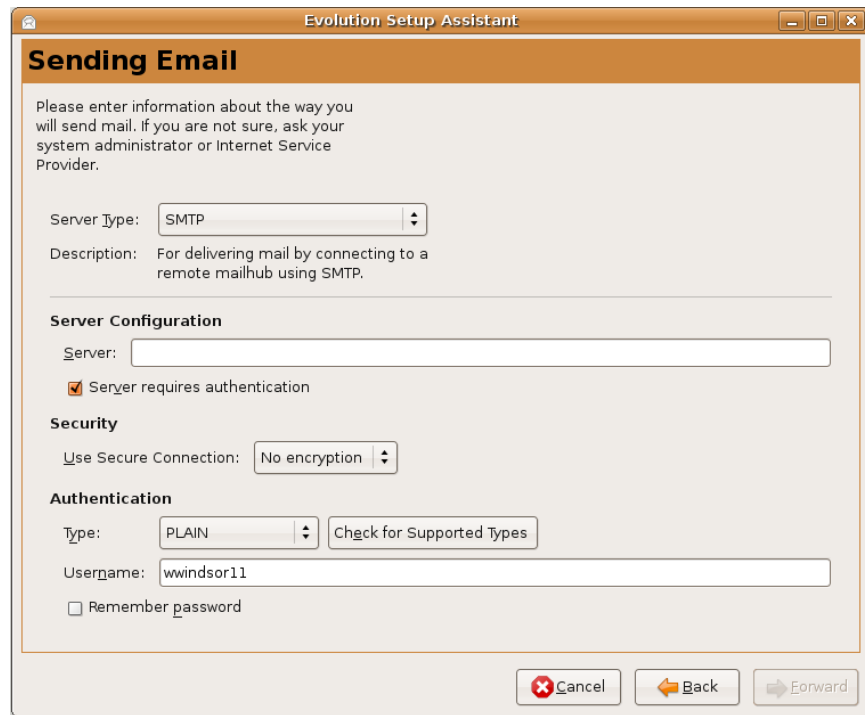 Evolution Setup Assistant
Sending Email
Please enter information about the way you
will send mail. If you are not sure, ask your
system administrator or Internet Service
Provider.
Server Type: SMTP
Description: For delivering mail by connecting to a
remote mailhub using SMTP.
Server Configuration
Server:
Server requires authentication
Security
Use Secure Connection: No encryption
Authentication
Type: PLAIN Check for Supported Types
Username: wwindsor11
Remember password
Cancel Back Forward